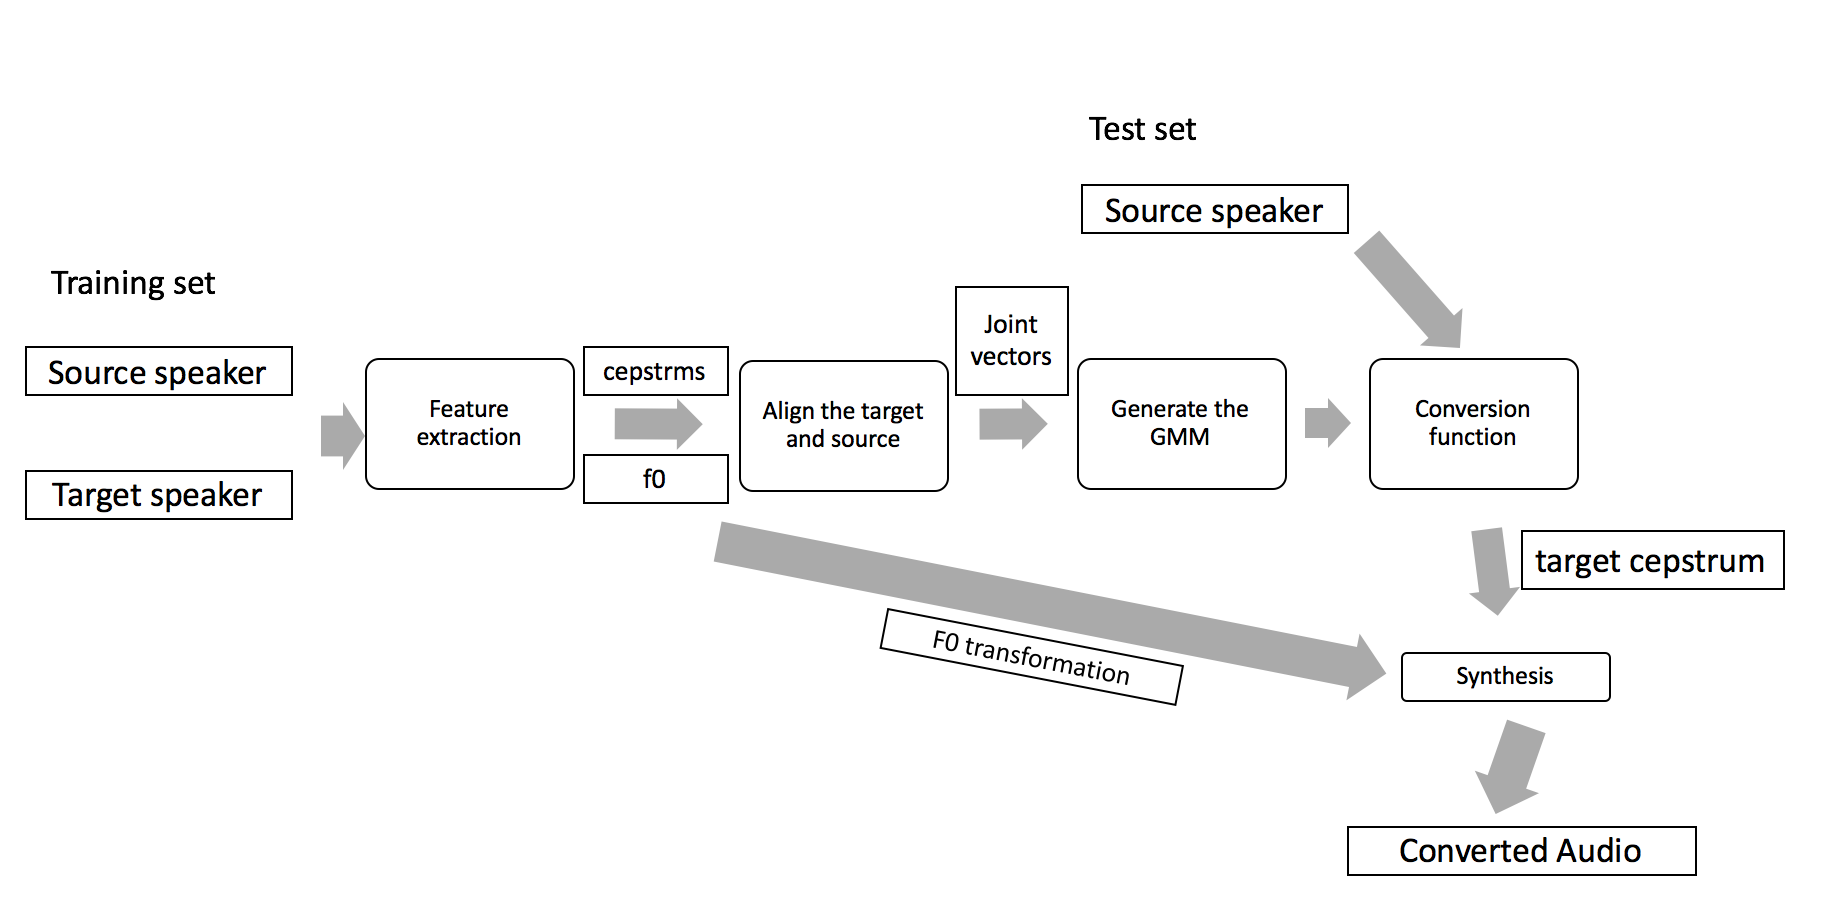 Test set
Source speaker
Training set
Source speaker
Target speaker
Feature
extraction
cepstrms
f0
Align the target
and source
Joint
vectors
Generate the
GMM
Conversion
function
target cepstrum
F0 transformation
Synthesis
Converted Audio